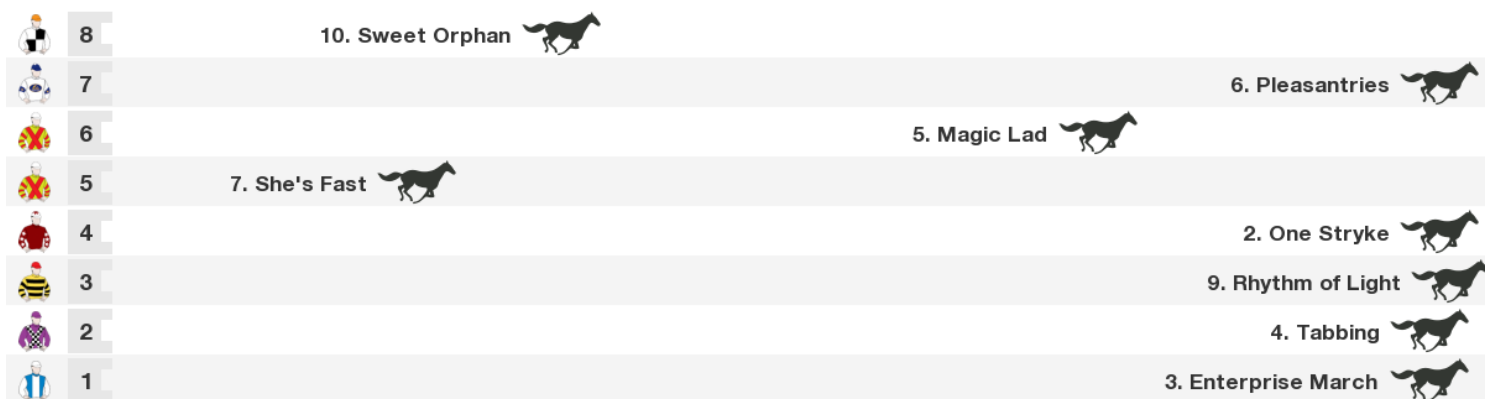 8 10. Sweet Orphan
7 6. Pleasantries
6 5. Magic Lad
5 7. She's Fast
4 2. One Stryke
3 9. Rhythm of Light
2 4. Tabbing
1 3. Enterprise March